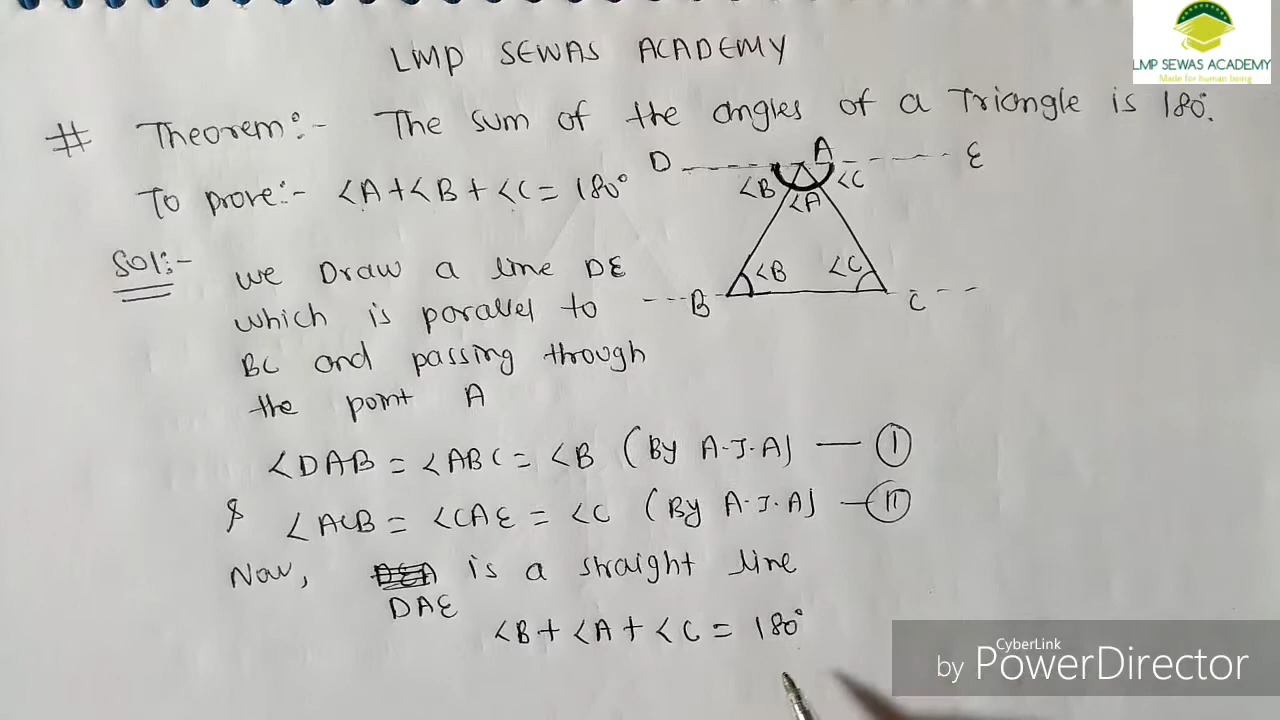 LMP SEWAS ACADEMY
LMP SEWAS ACADEMY
Made for human being
# Theorem:- The sum of the angles of a Triangle is 180°.
To prove:- ∠A+∠B+∠C=180°
D A E
∠B ∠A ∠C
∠B ∠C
B C
Sol:- we Draw a line DE
which is parallel to
BC and passing through
the point A
∠DAB = ∠ABC = ∠B (By A.I.A) — I
& ∠ACB = ∠CAE = ∠C (By A.I.A) — II
Now, is a straight line
DAE
∠B + ∠A + ∠C = 180°
by CyberLink PowerDirector